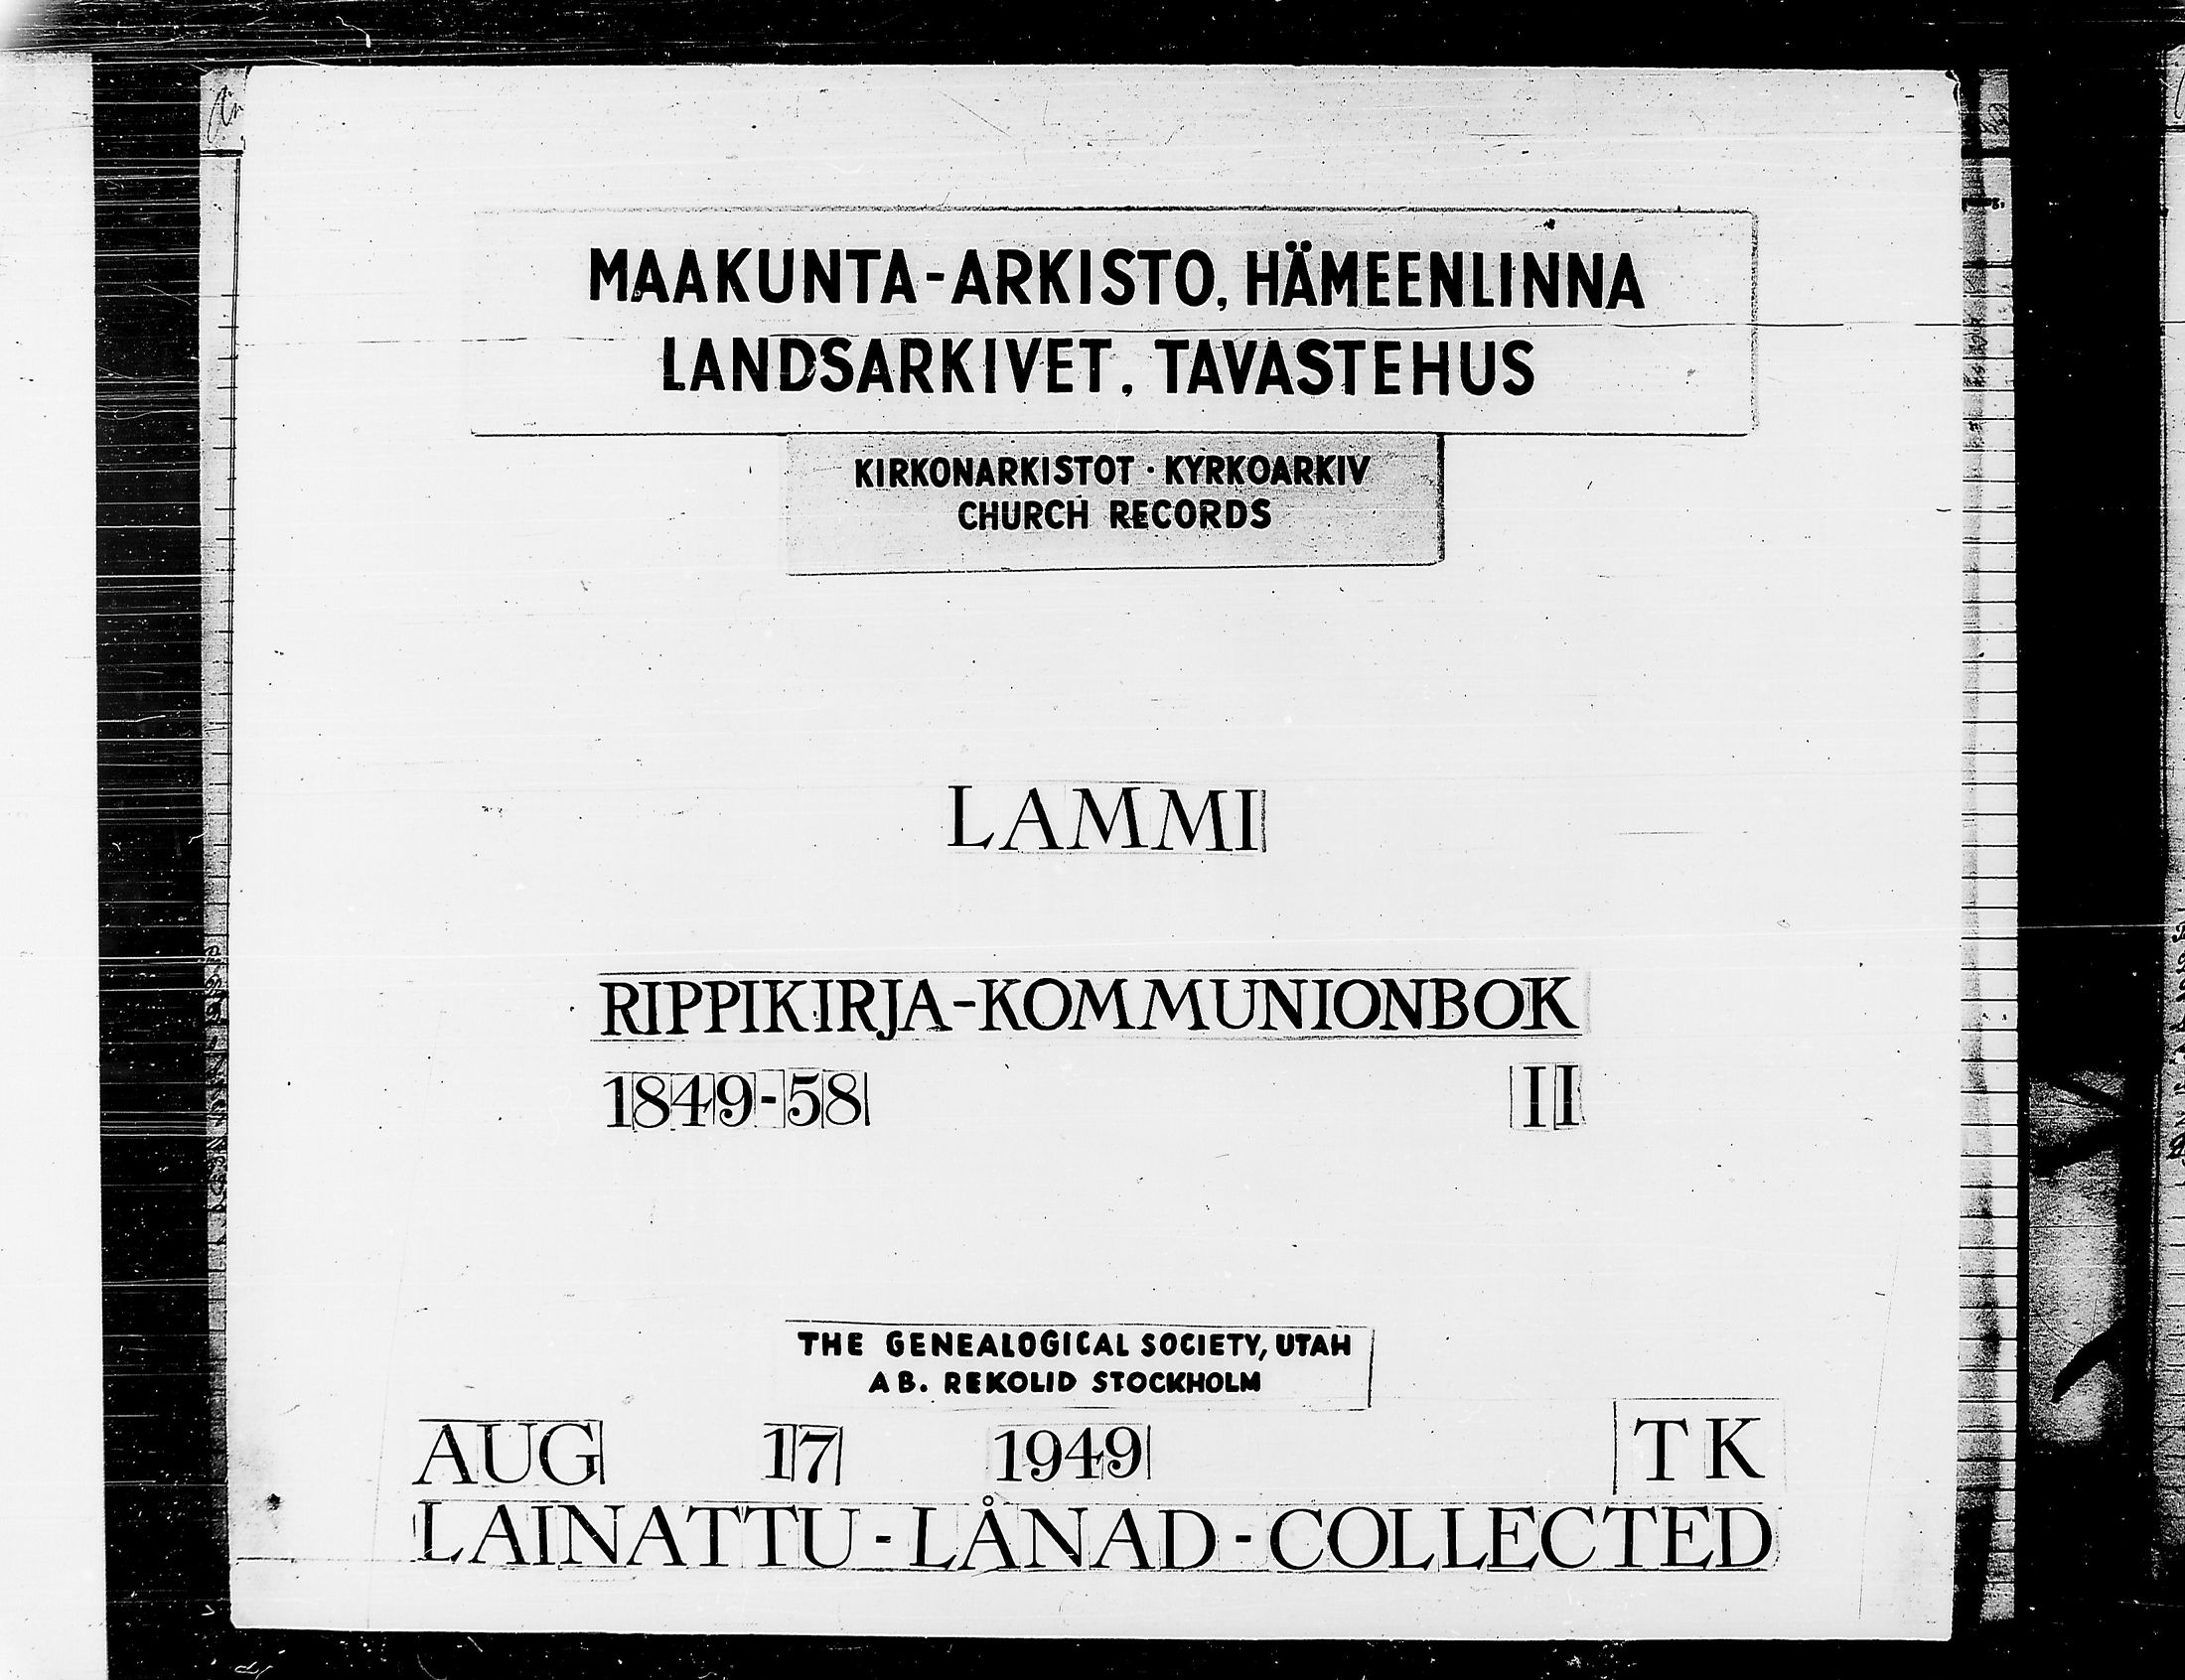 MAAKUNTA-ARKISTO, HÄMEENLINNA
LANDSARKIVET, TAVASTEHUS
KIRKONARKISTOT · KYRKOARKIV
CHURCH RECORDS
LAMMI
RIPPIKIRJA-KOMMUNIONBOK
1849-58 II
THE GENEALOGICAL SOCIETY, UTAH
AB. REKOLID STOCKHOLM
AUG 17 1949 TK
LAINATTU-LÅNAD-COLLECTED